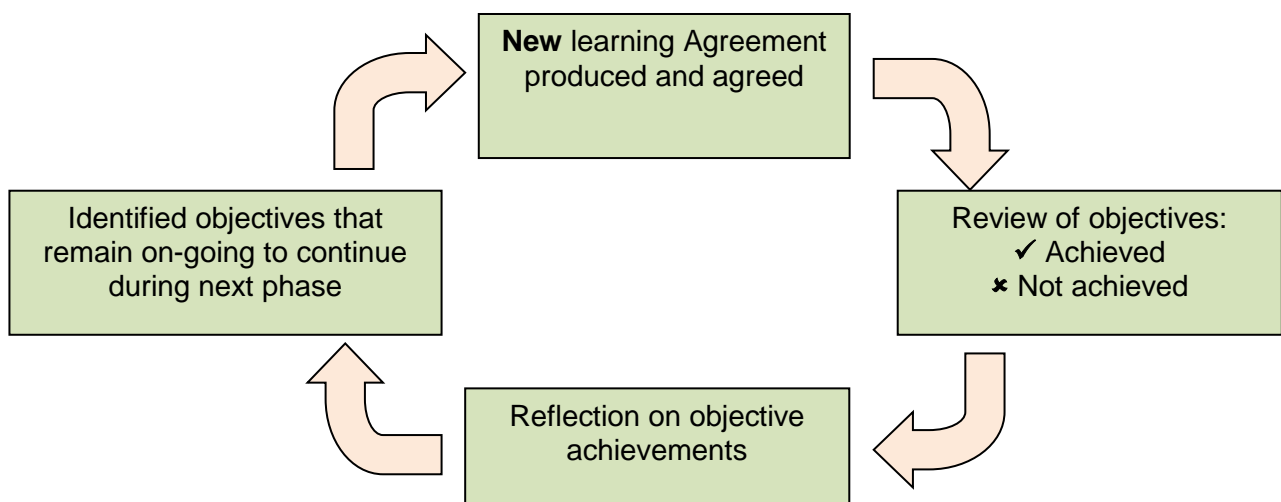 New learning Agreement
produced and agreed
Review of objectives:
✓ Achieved
✖ Not achieved
Reflection on objective
achievements
Identified objectives that
remain on-going to continue
during next phase